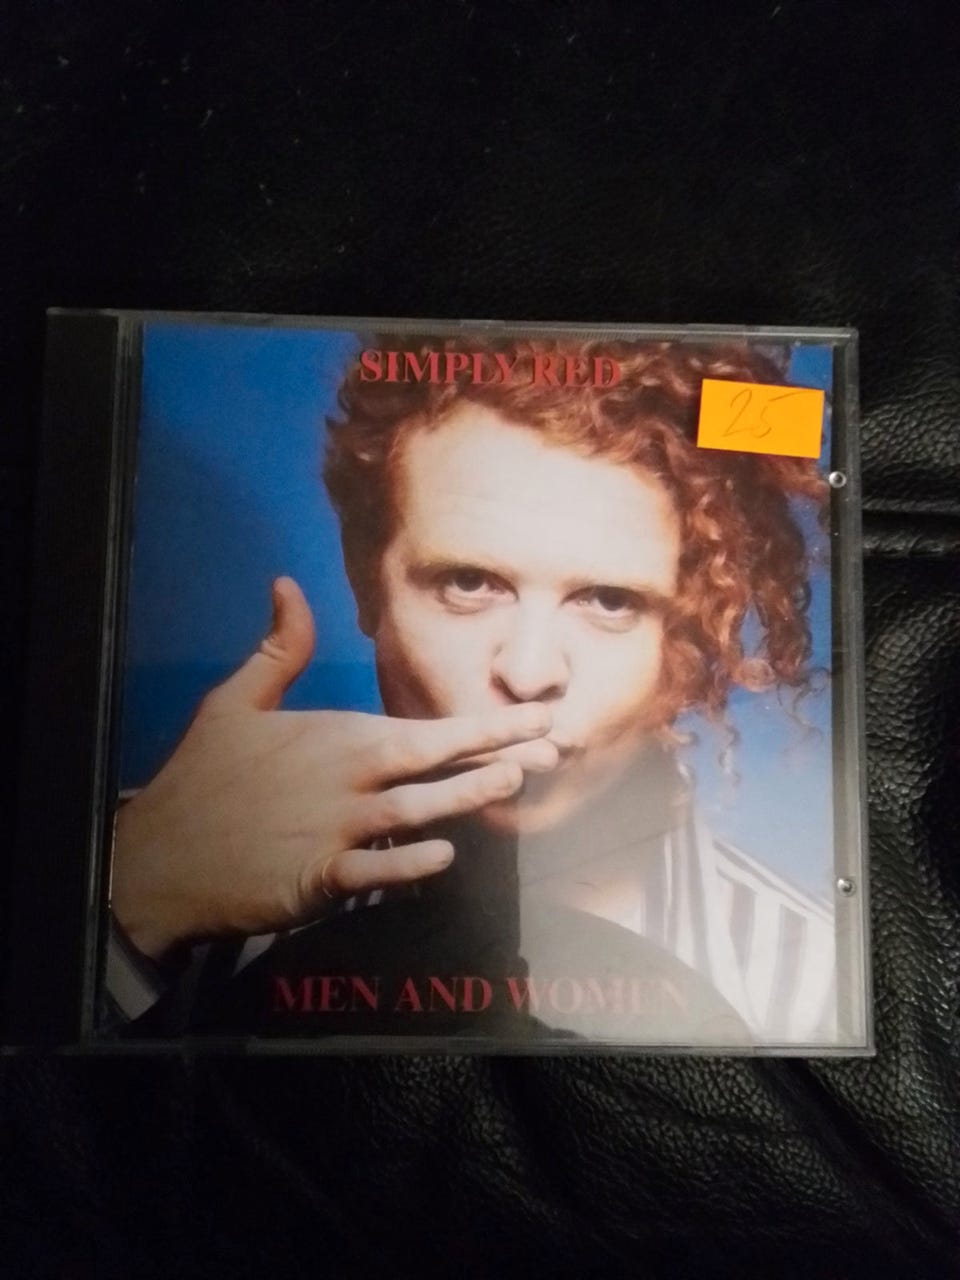 SIMPLY RED
25
MEN AND WOMEN